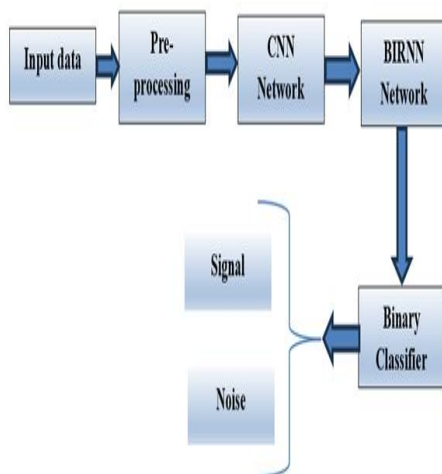 Input data
Pre-
processing
CNN
Network
BIRNN
Network
Binary
Classifier
Signal
Noise